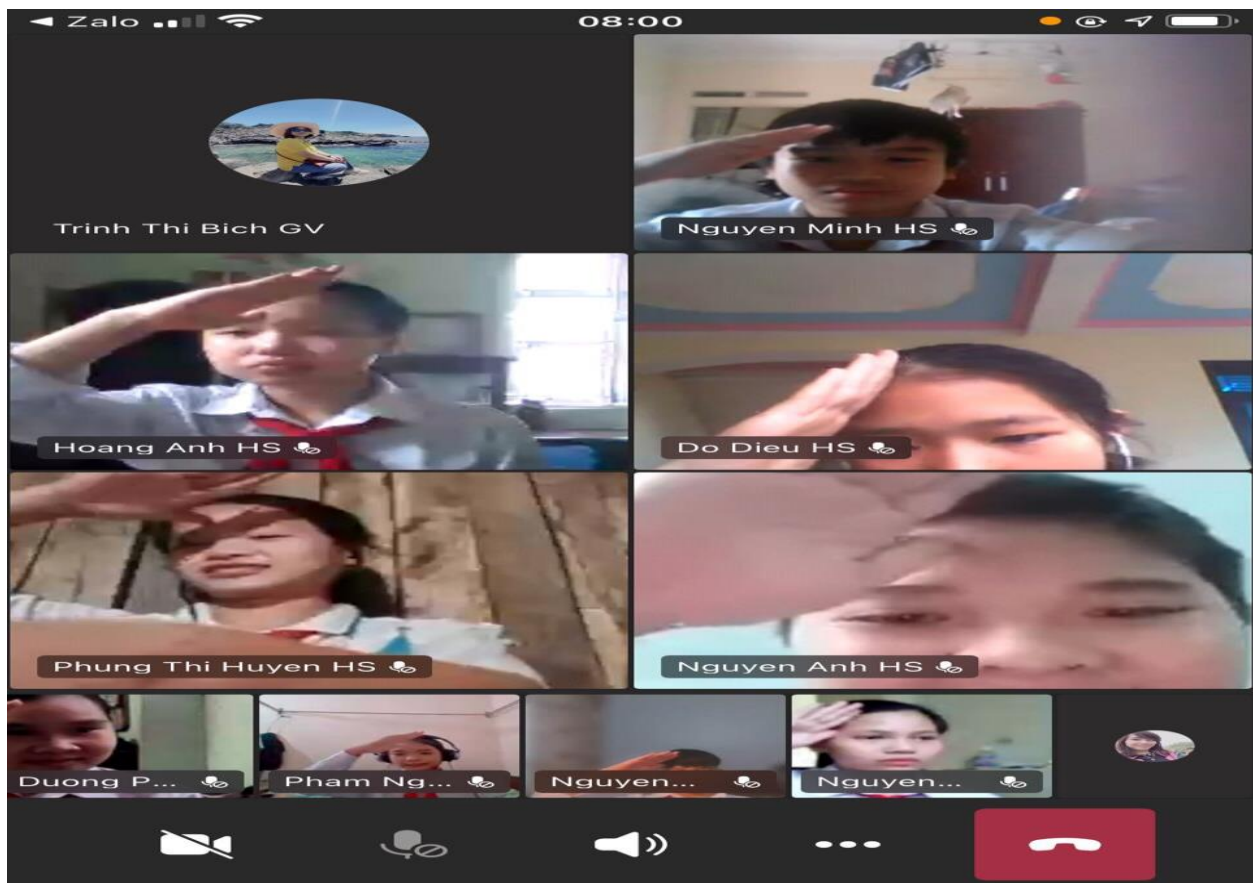 Zalo
08:00
Trinh Thi Bich GV
Nguyen Minh HS
Hoang Anh HS
Do Dieu HS
Phung Thi Huyen HS
Nguyen Anh HS
Duong P...
Pham Ng...
Nguyen...
Nguyen...